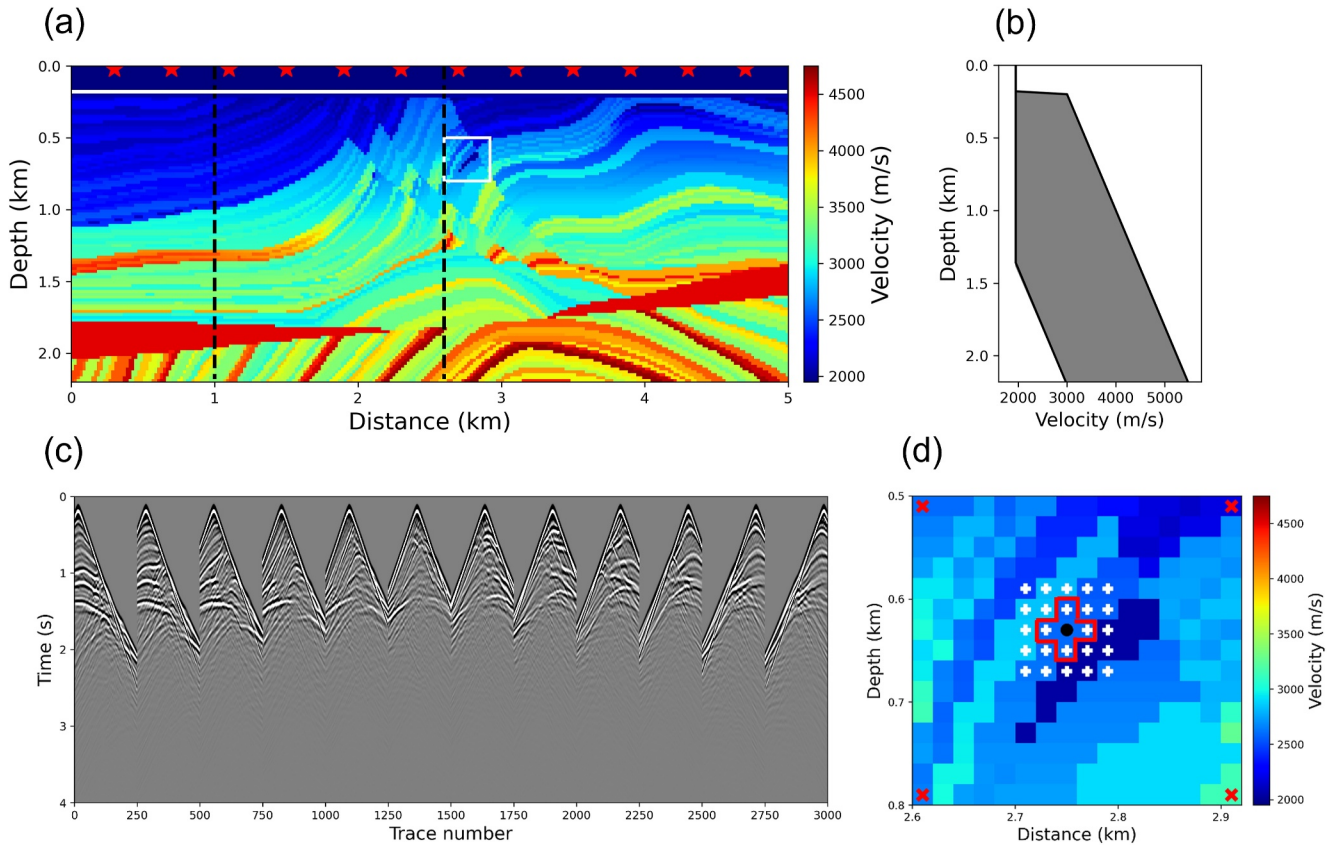 (a)
0.0
0.5
1.0
1.5
2.0
Depth (km)
0
1
2
3
4
5
Distance (km)
4500
4000
3500
3000
2500
2000
Velocity (m/s)
(b)
0.0
0.5
1.0
1.5
2.0
Depth (km)
2000 3000 4000 5000
Velocity (m/s)
(c)
0
1
2
3
4
Time (s)
0 250 500 750 1000 1250 1500 1750 2000 2250 2500 2750 3000
Trace number
(d)
0.5
0.6
0.7
0.8
Depth (km)
2.6 2.7 2.8 2.9
Distance (km)
4500
4000
3500
3000
2500
2000
Velocity (m/s)